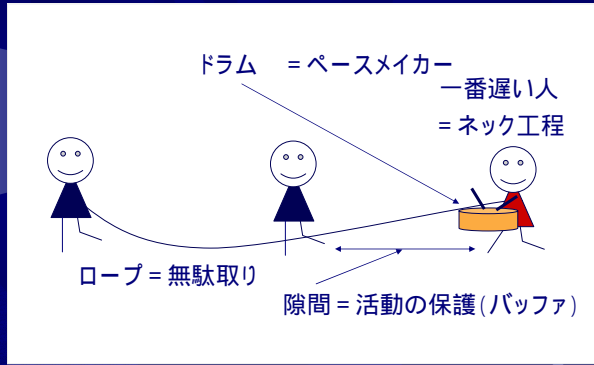 ドラム　= ペースメイカー
一番遅い人
= ネック工程
ロープ = 無駄取り
隙間 = 活動の保護(バッファ)